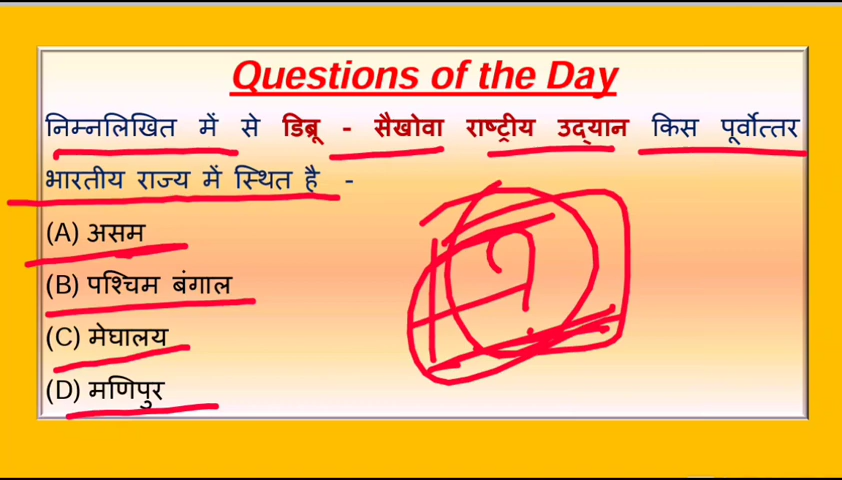 Questions of the Day
निम्नलिखित में से डिब्रू - सैखोवा राष्ट्रीय उद्यान किस पूर्वोत्तर
भारतीय राज्य में स्थित है -
(A) असम
(B) पश्चिम बंगाल
(C) मेघालय
(D) मणिपुर
?